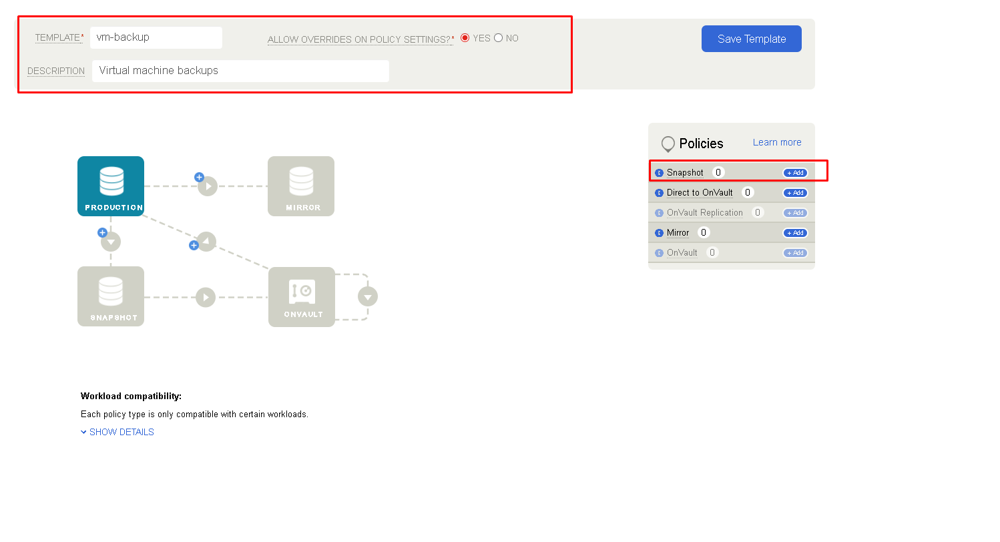 TEMPLATE* vm-backup ALLOW OVERRIDES ON POLICY SETTINGS?* YES NO Save Template
DESCRIPTION Virtual machine backups
Policies Learn more
Snapshot 0 + Add
Direct to OnVault 0 + Add
OnVault Replication 0 + Add
Mirror 0 + Add
OnVault 0 + Add
PRODUCTION MIRROR
SNAPSHOT ONVAULT
Workload compatibility:
Each policy type is only compatible with certain workloads.
SHOW DETAILS